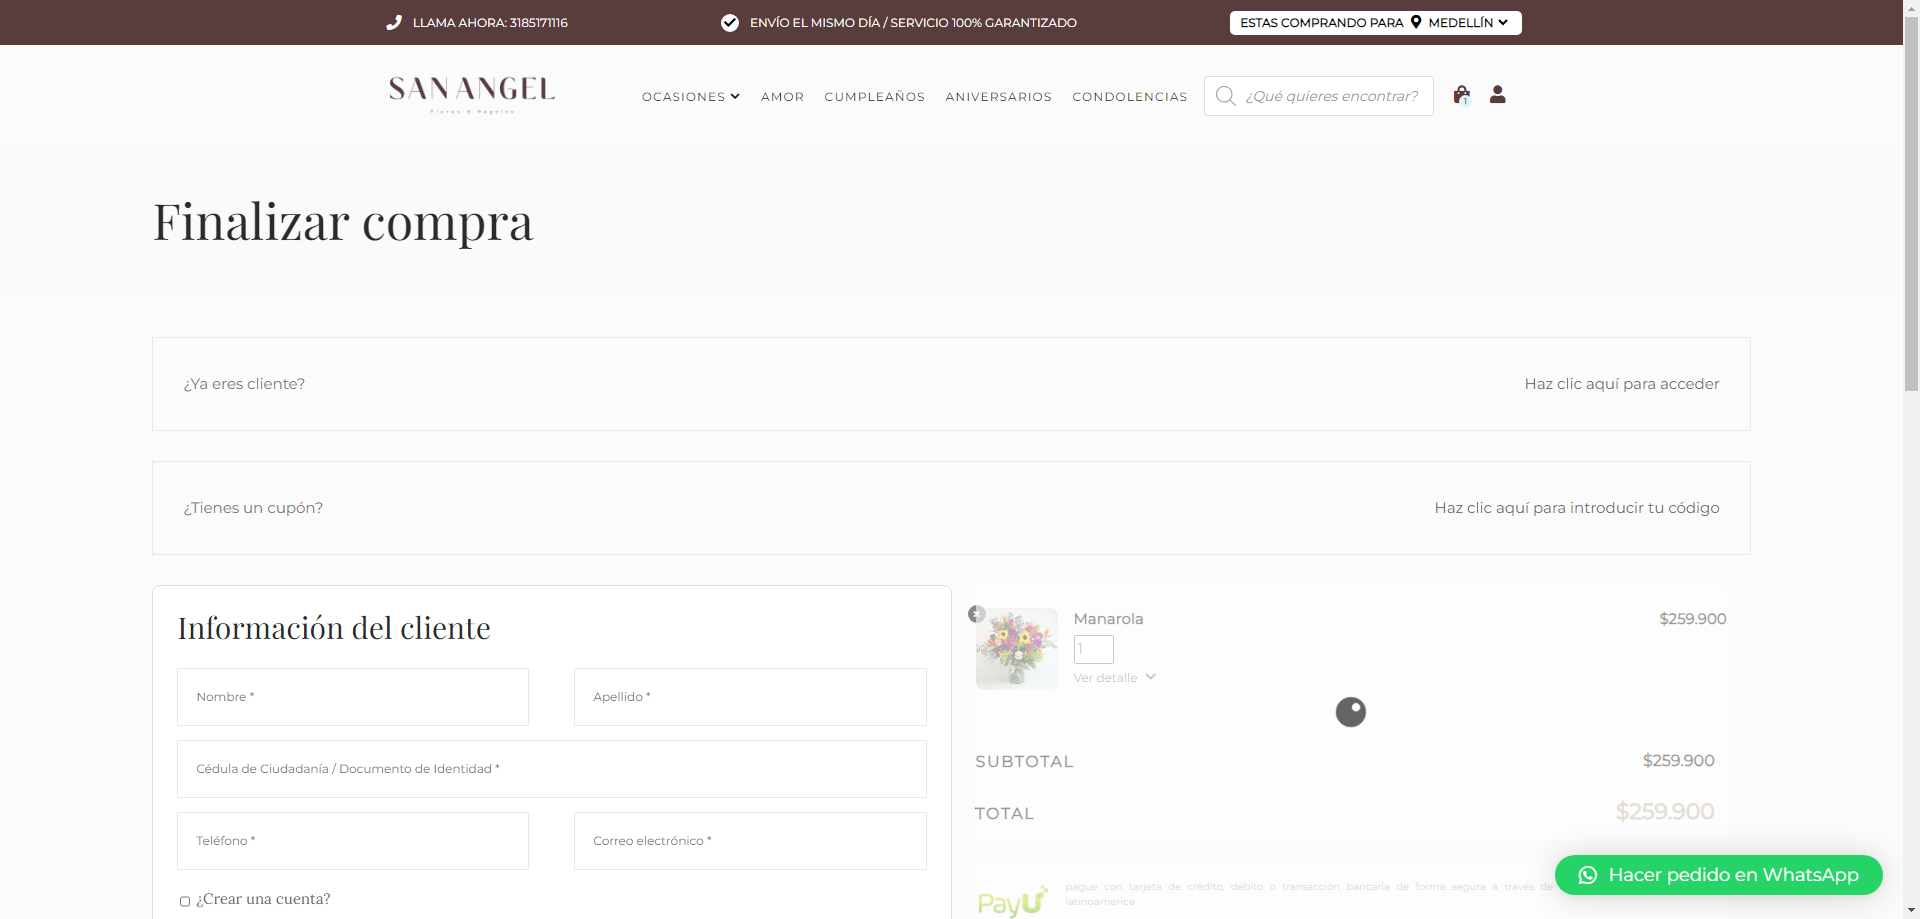 LLAMA AHORA: 3185171116
ENVÍO EL MISMO DÍA / SERVICIO 100% GARANTIZADO
ESTAS COMPRANDO PARA MEDELLÍN
SAN ANGEL
Flores & Regalos
OCASIONES
AMOR
CUMPLEAÑOS
ANIVERSARIOS
CONDOLENCIAS
¿Qué quieres encontrar?
1
Finalizar compra
¿Ya eres cliente?
Haz clic aquí para acceder
¿Tienes un cupón?
Haz clic aquí para introducir tu código
Información del cliente
Nombre *
Apellido *
Cédula de Ciudadanía / Documento de Identidad *
Teléfono *
Correo electrónico *
¿Crear una cuenta?
Manarola
$259.900
1
Ver detalle
SUBTOTAL
$259.900
TOTAL
$259.900
PayU
pague con tarjeta de crédito, débito o transacción bancaria de forma segura a través de
latinoamerica
Hacer pedido en WhatsApp